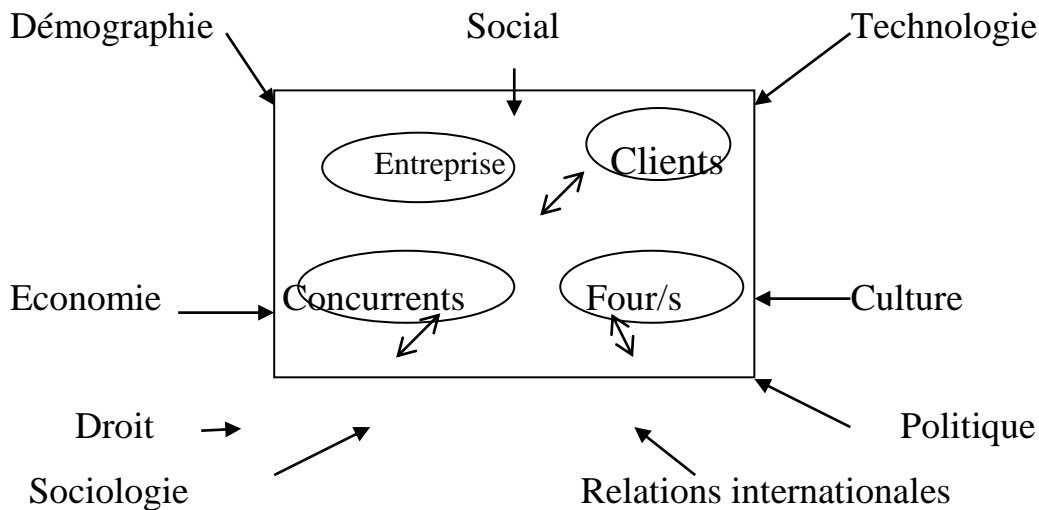 Démographie Social Technologie
Entreprise Clients
Economie Concurrents Four/s Culture
Droit Politique
Sociologie Relations internationales